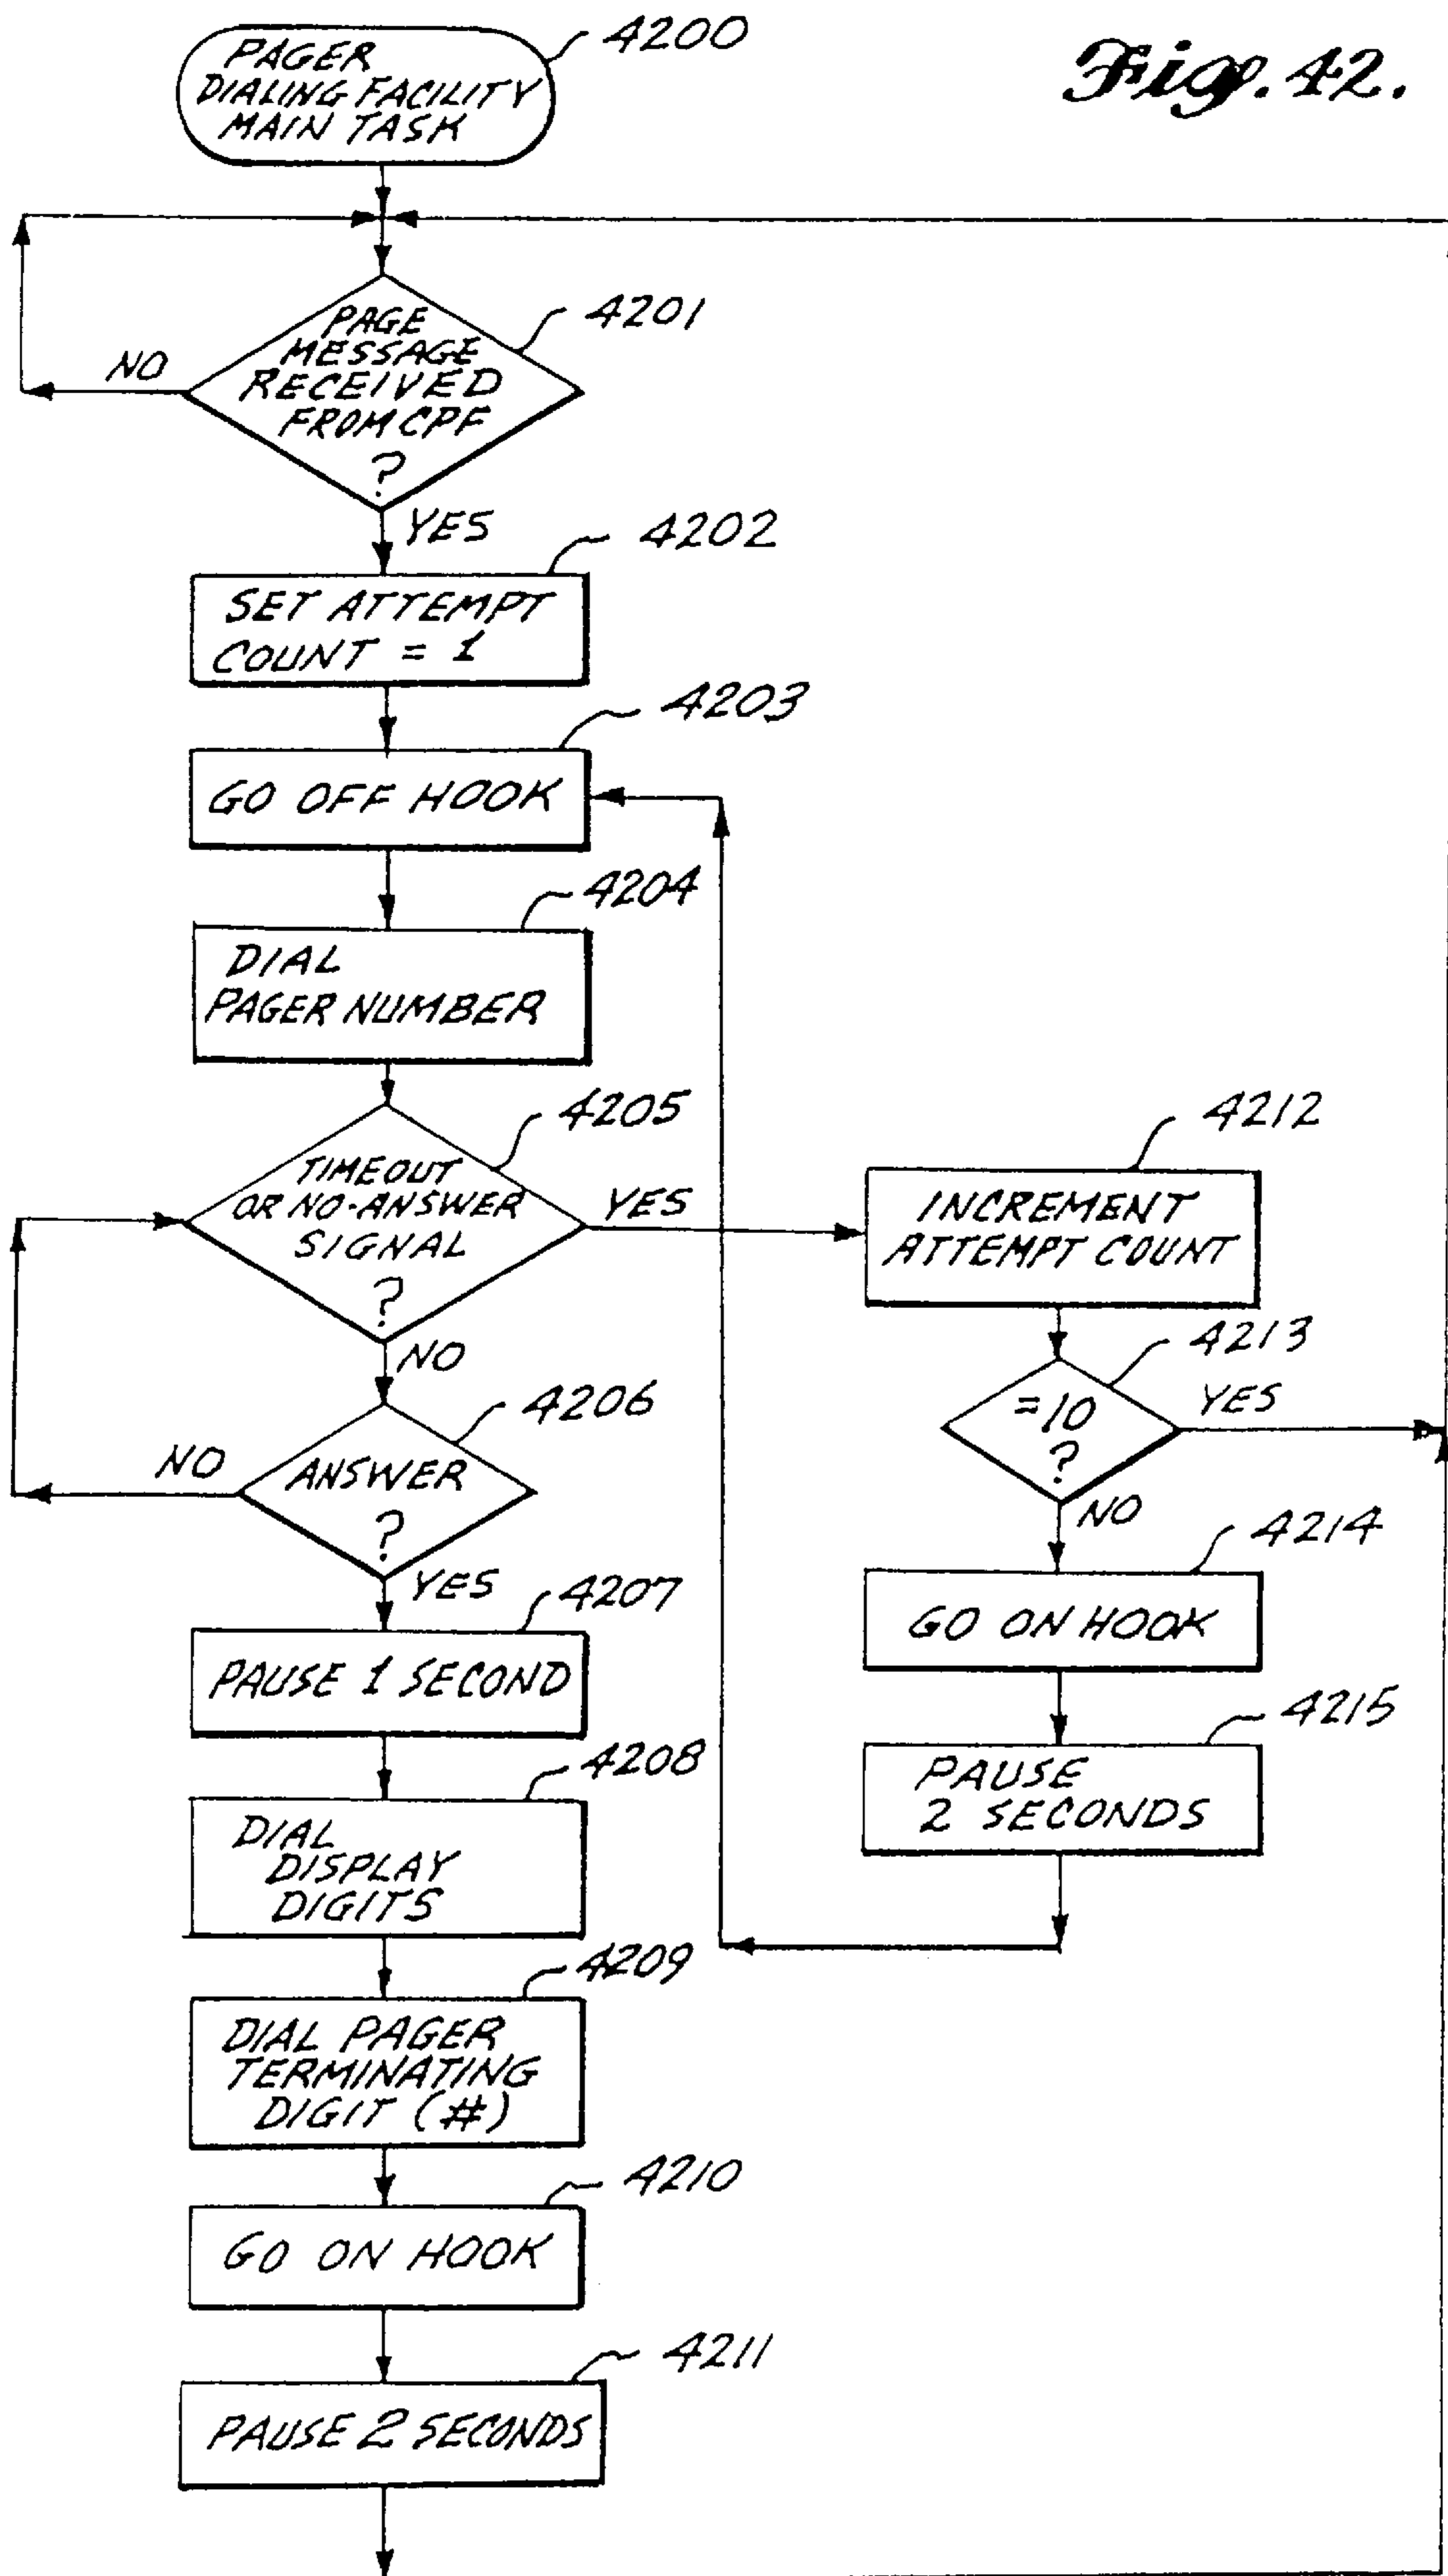 Fig. 42.
4200
PAGER
DIALING FACILITY
MAIN TASK
4201
PAGE
MESSAGE
RECEIVED
FROM CPF
?
NO
YES
4202
SET ATTEMPT
COUNT = 1
4203
GO OFF HOOK
4204
DIAL
PAGER NUMBER
4205
TIMEOUT
OR NO-ANSWER
SIGNAL
?
YES
NO
4206
ANSWER
?
NO
YES
4207
PAUSE 1 SECOND
4208
DIAL
DISPLAY
DIGITS
4209
DIAL PAGER
TERMINATING
DIGIT (#)
4210
GO ON HOOK
4211
PAUSE 2 SECONDS
4212
INCREMENT
ATTEMPT COUNT
4213
=10
?
YES
NO
4214
GO ON HOOK
4215
PAUSE
2 SECONDS